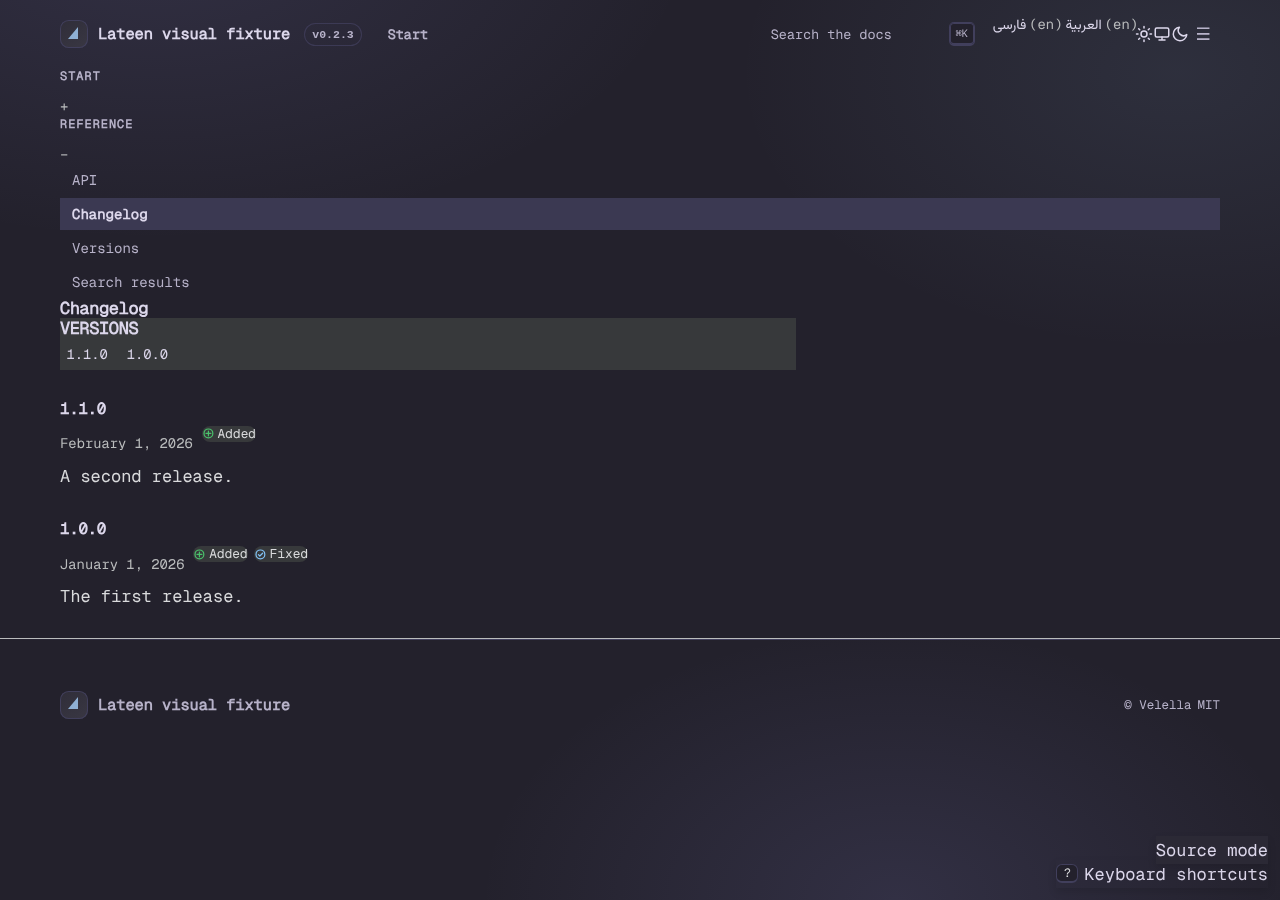 Lateen visual fixture v0.2.3 Start Search the docs ⌘K فارسی (en) العربية (en)
START
+
REFERENCE
−
API
Changelog
Versions
Search results
Changelog
VERSIONS
1.1.0 1.0.0
1.1.0
February 1, 2026 Added
A second release.
1.0.0
January 1, 2026 Added Fixed
The first release.
Lateen visual fixture © Velella MIT
Source mode
? Keyboard shortcuts